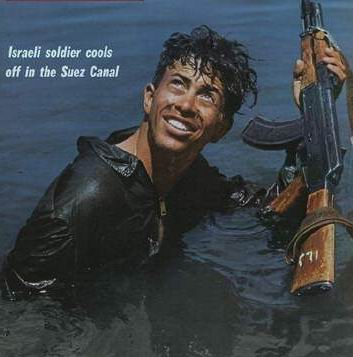 Israeli soldier cools
off in the Suez Canal